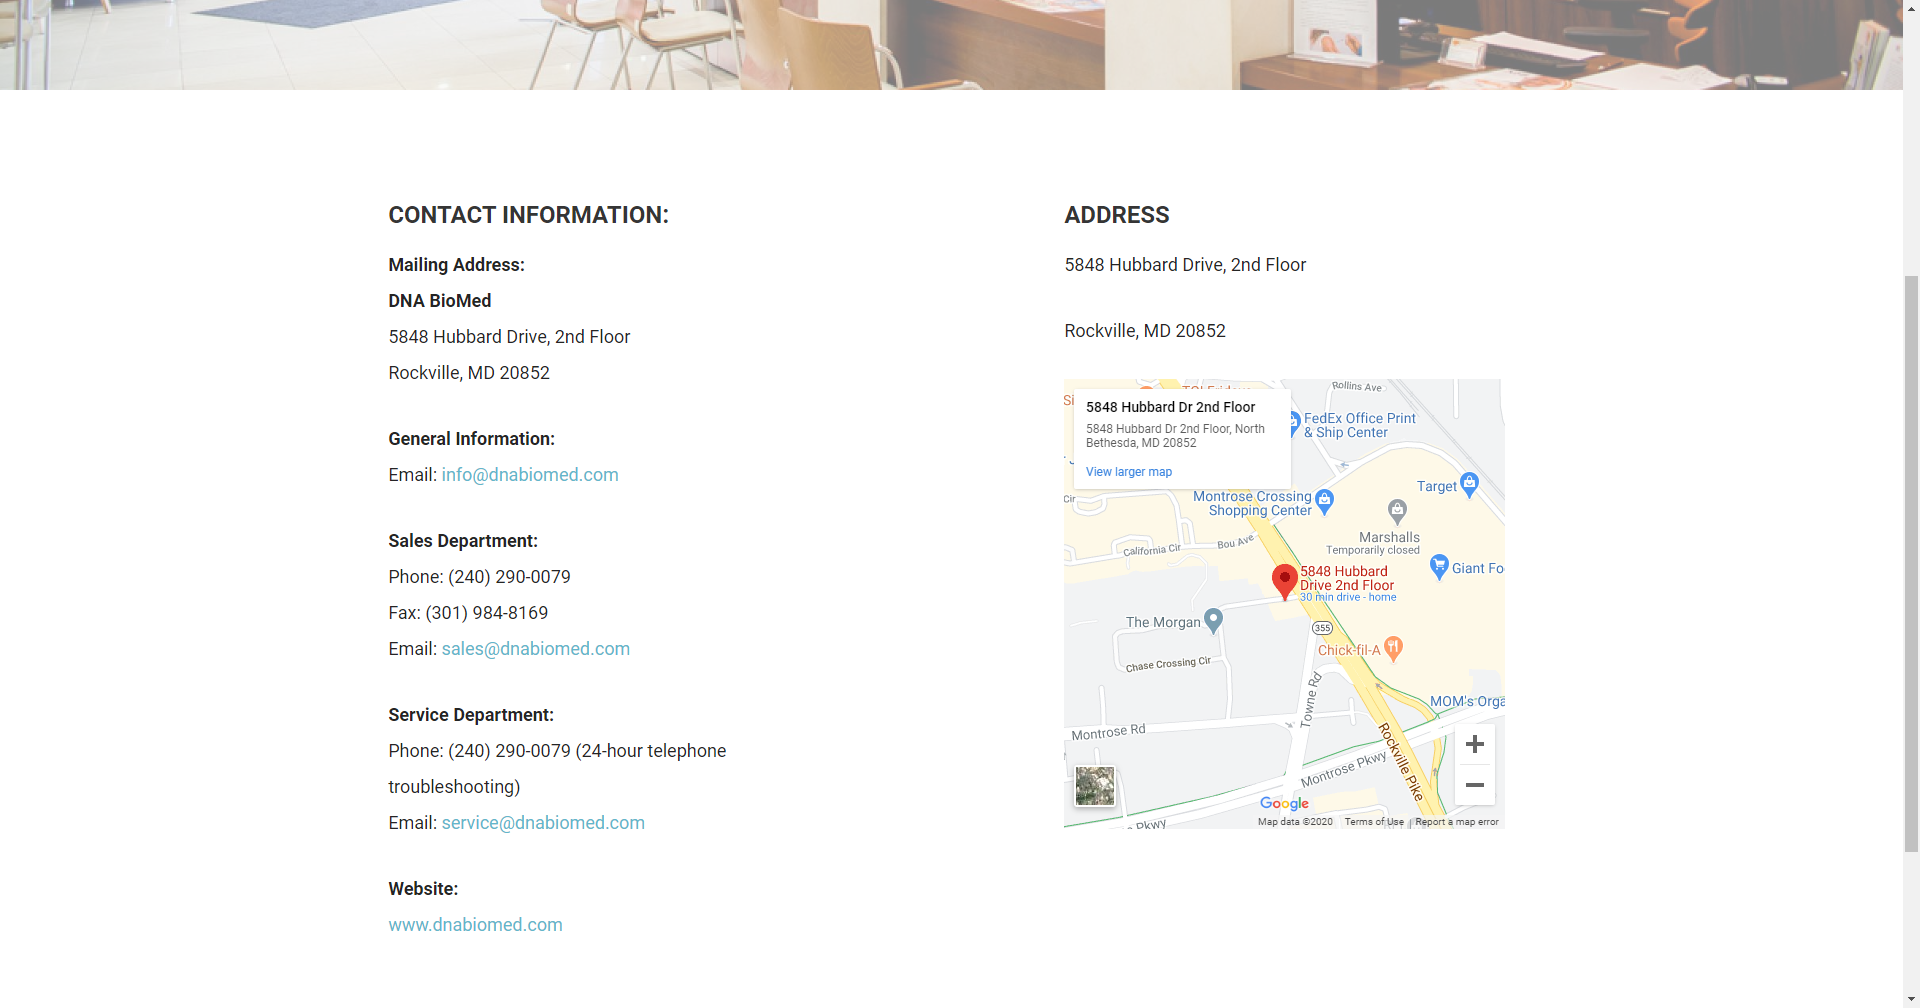 CONTACT INFORMATION:
Mailing Address:
DNA BioMed
5848 Hubbard Drive, 2nd Floor
Rockville, MD 20852
General Information:
Email: info@dnabiomed.com
Sales Department:
Phone: (240) 290-0079
Fax: (301) 984-8169
Email: sales@dnabiomed.com
Service Department:
Phone: (240) 290-0079 (24-hour telephone
troubleshooting)
Email: service@dnabiomed.com
Website:
www.dnabiomed.com
ADDRESS
5848 Hubbard Drive, 2nd Floor
Rockville, MD 20852
Rollins Ave
5848 Hubbard Dr 2nd Floor
5848 Hubbard Dr 2nd Floor, North
Bethesda, MD 20852
View larger map
FedEx Office Print
& Ship Center
Target
Cir
Montrose Crossing
Shopping Center
Marshalls
Temporarily closed
California Cir
Bou Ave
Giant Fo
5848 Hubbard
Drive 2nd Floor
30 min drive - home
The Morgan
355
Chick-fil-A
Chase Crossing Cir
Towne Rd
MOM's Orga
Montrose Rd
Rockville Pike
Montrose Pkwy
Google
Pkwy
Map data ©2020
Terms of Use
Report a map error